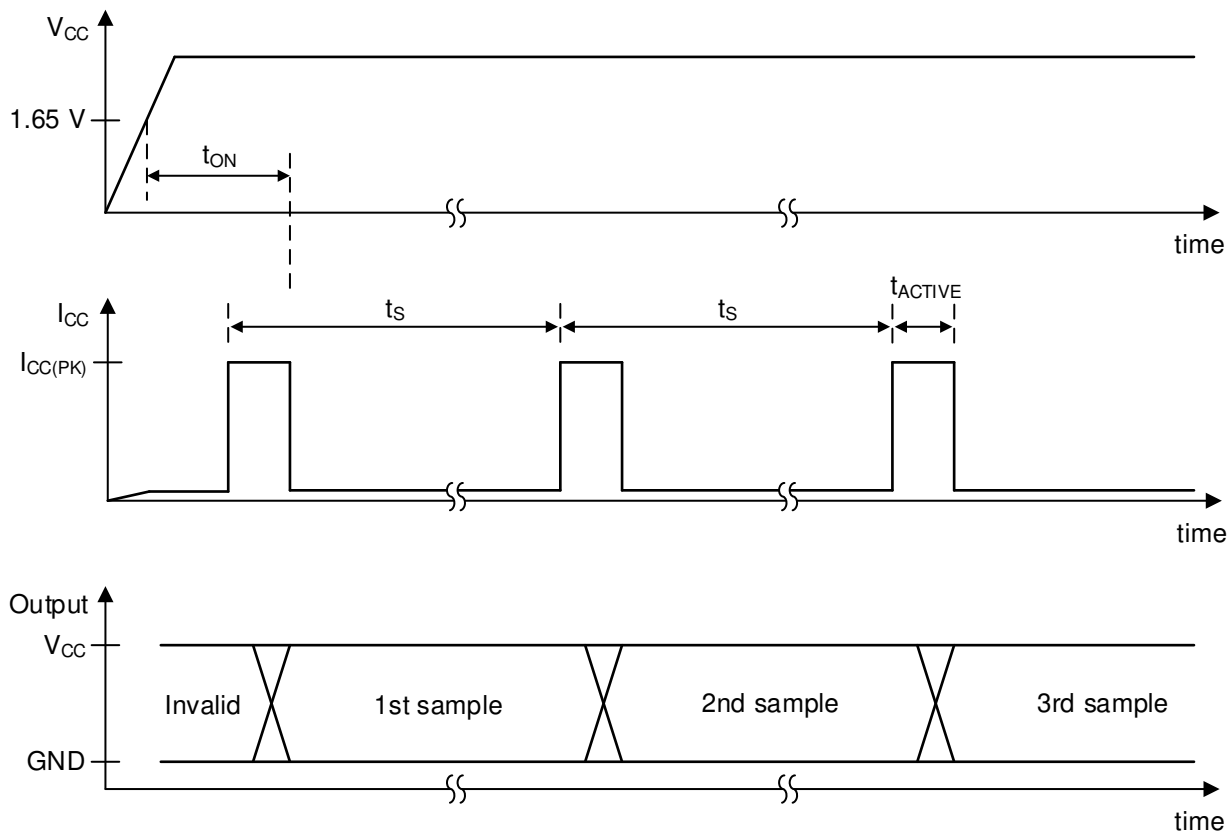 VCC
1.65 V
tON
time
ICC
tS
tS
tACTIVE
ICC(PK)
time
Output
VCC
Invalid
1st sample
2nd sample
3rd sample
GND
time